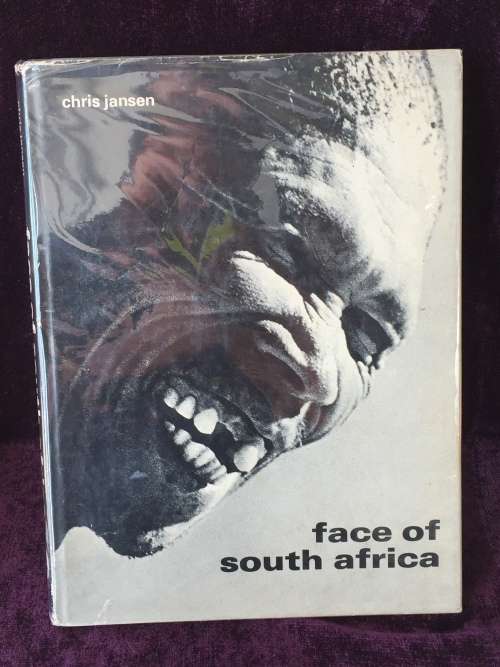 chris jansen
face of
south africa